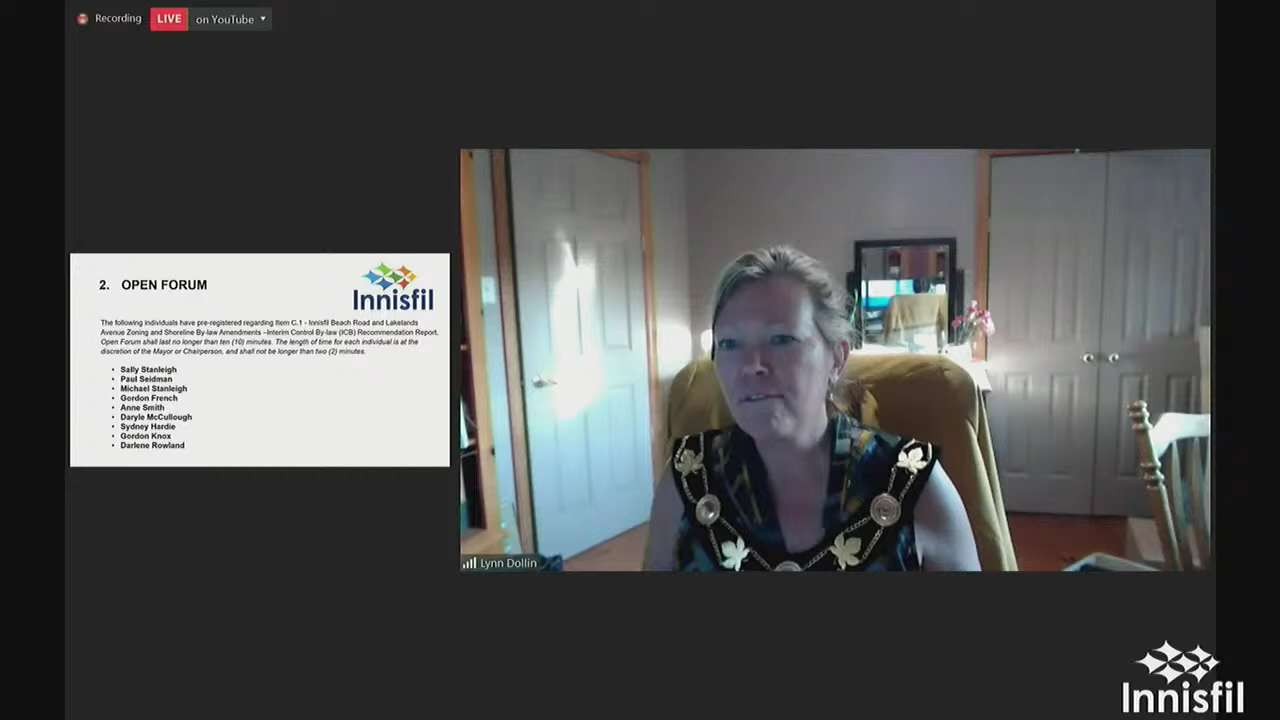 Recording
LIVE on YouTube
2. OPEN FORUM
Innisfil
The following individuals have pre-registered regarding Item C.1 - Innisfil Beach Road and Lakelands
Avenue Zoning and Shoreline By-law Amendments -Interim Control By-law (ICB) Recommendation Report.
Open Forum shall last no longer than ten (10) minutes. The length of time for each individual is at the
discretion of the Mayor or Chairperson, and shall not be longer than two (2) minutes.
• Sally Stanleigh
• Paul Seidman
• Michael Stanleigh
• Gordon French
• Anne Smith
• Daryle McCullough
• Sydney Hardie
• Gordon Knox
• Darlene Rowland
Lynn Dollin
Innisfil